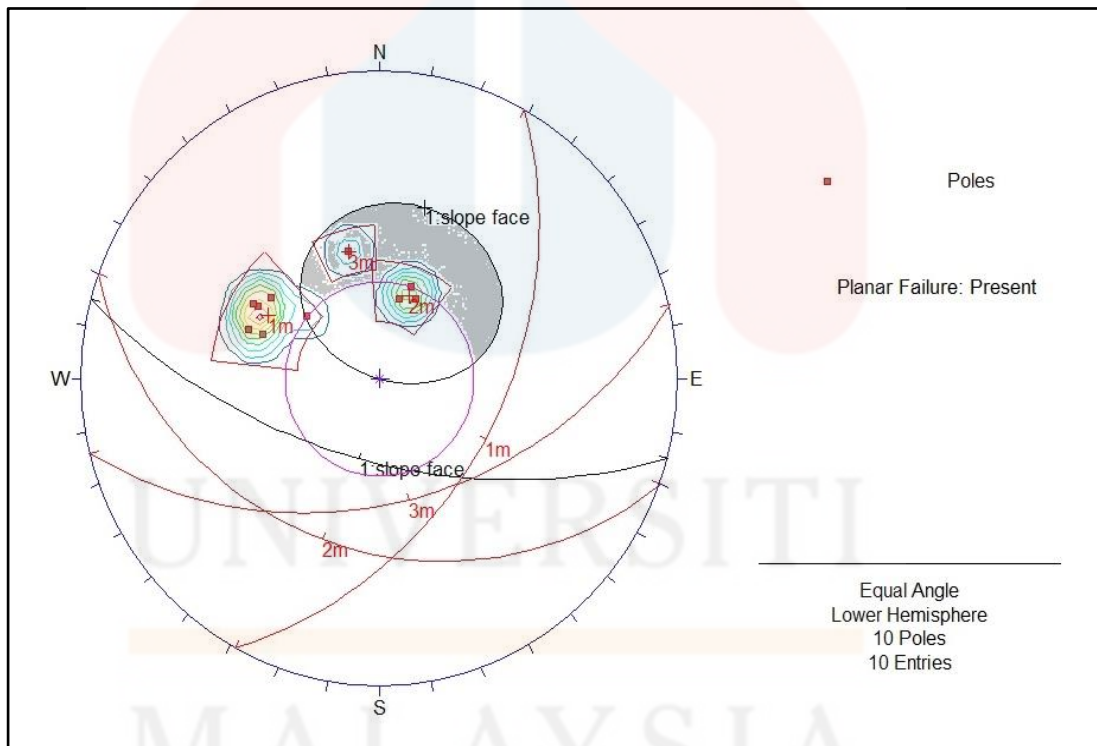 N
1:slope face
Poles
3m
2m
Planar Failure: Present
1m
W
E
1m
1:slope face
3m
2m
UNIVERSITI
Equal Angle
Lower Hemisphere
10 Poles
10 Entries
S
MALAYSIA